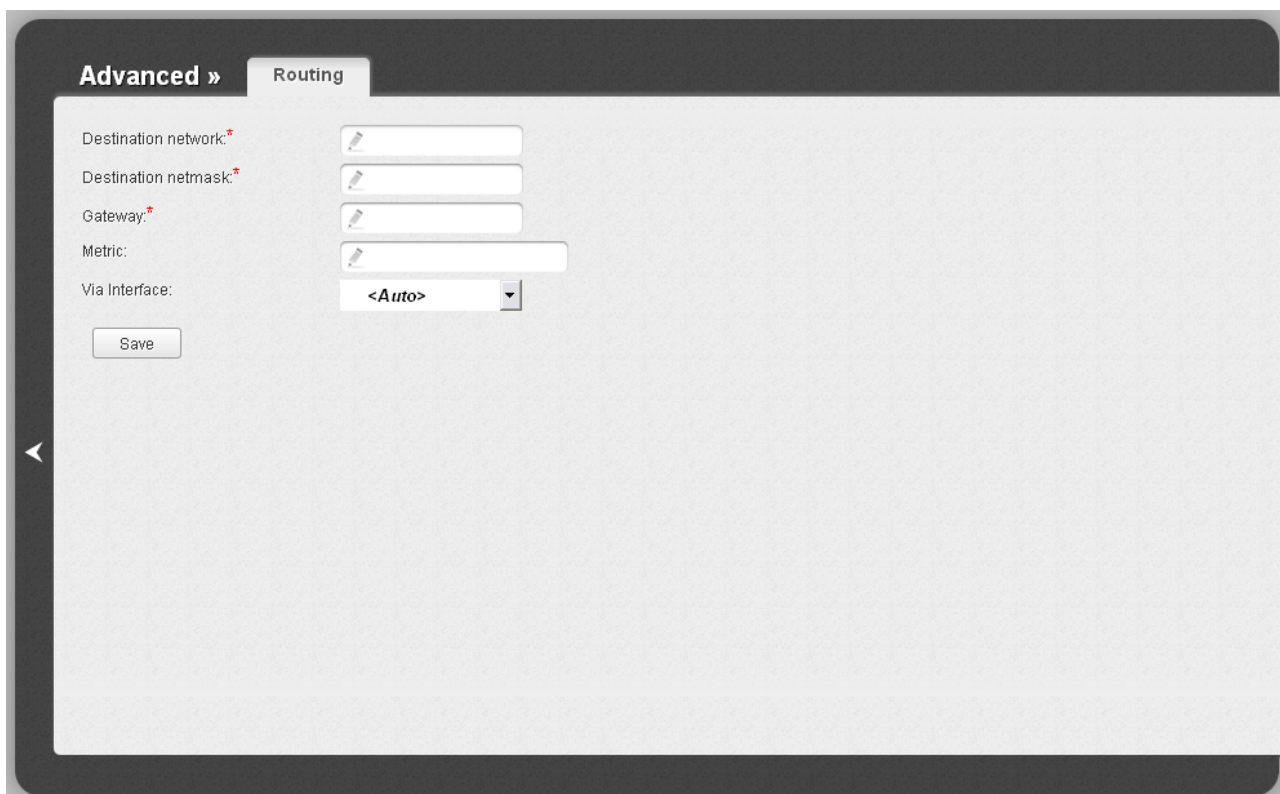 Advanced » Routing
Destination network:*
Destination netmask:*
Gateway:*
Metric:
Via Interface: <Auto>
Save